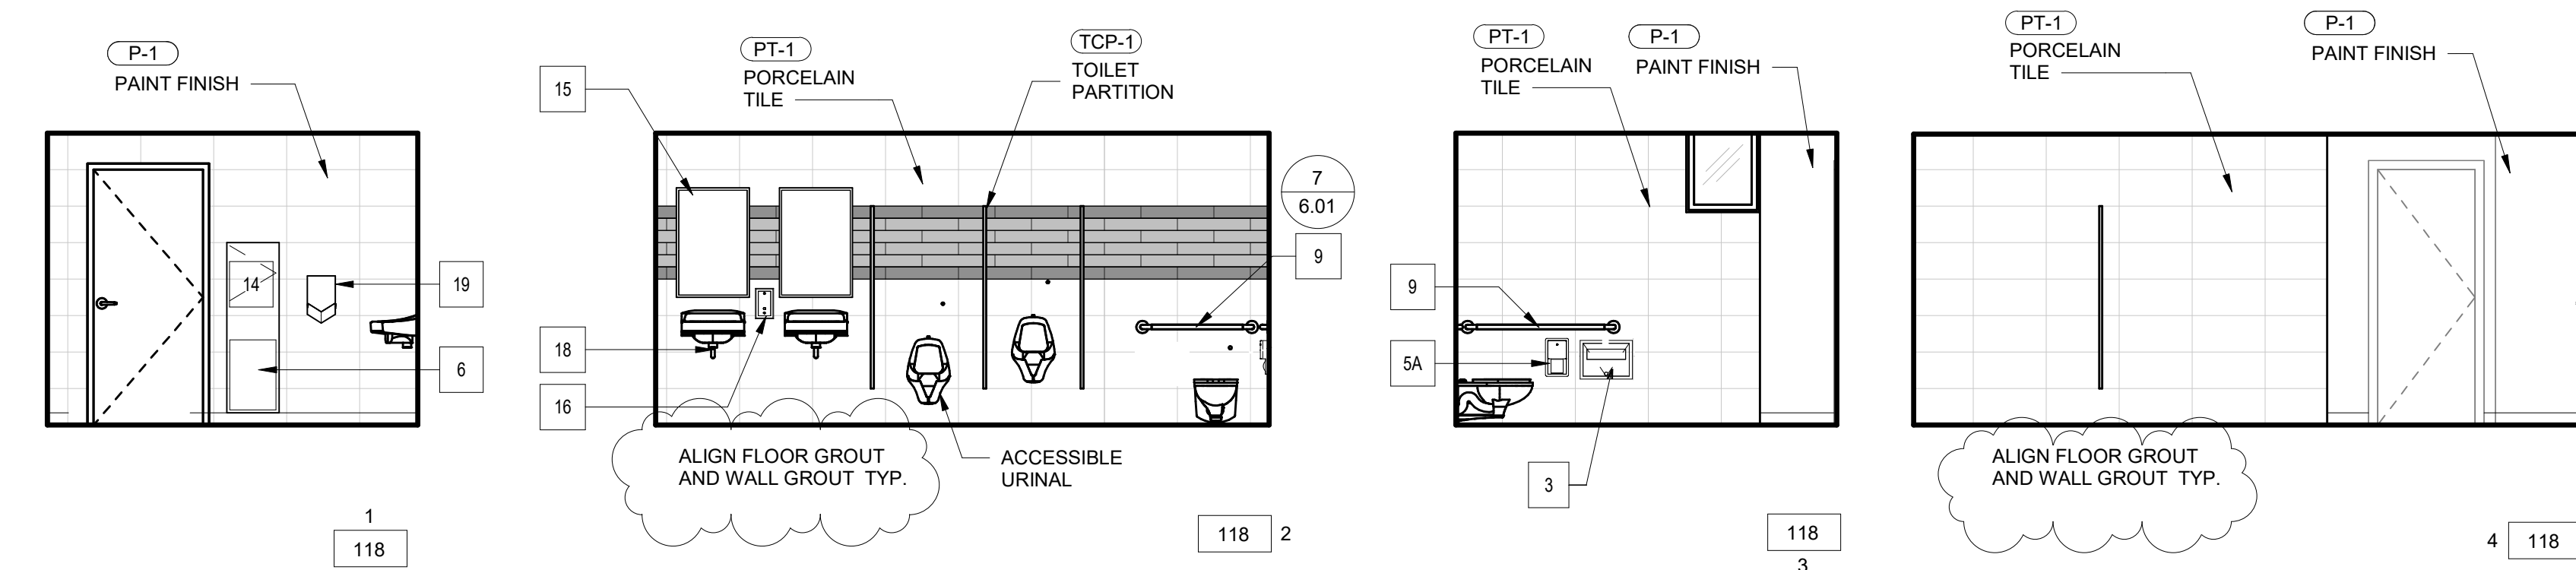 P-1
PAINT FINISH
14
19
6
1
118
15
PT-1
PORCELAIN
TILE
TCP-1
TOILET
PARTITION
7
6.01
9
18
16
ALIGN FLOOR GROUT
AND WALL GROUT TYP.
ACCESSIBLE
URINAL
118 2
PT-1
PORCELAIN
TILE
P-1
PAINT FINISH
9
5A
3
118
3
PT-1
PORCELAIN
TILE
P-1
PAINT FINISH
ALIGN FLOOR GROUT
AND WALL GROUT TYP.
4 118